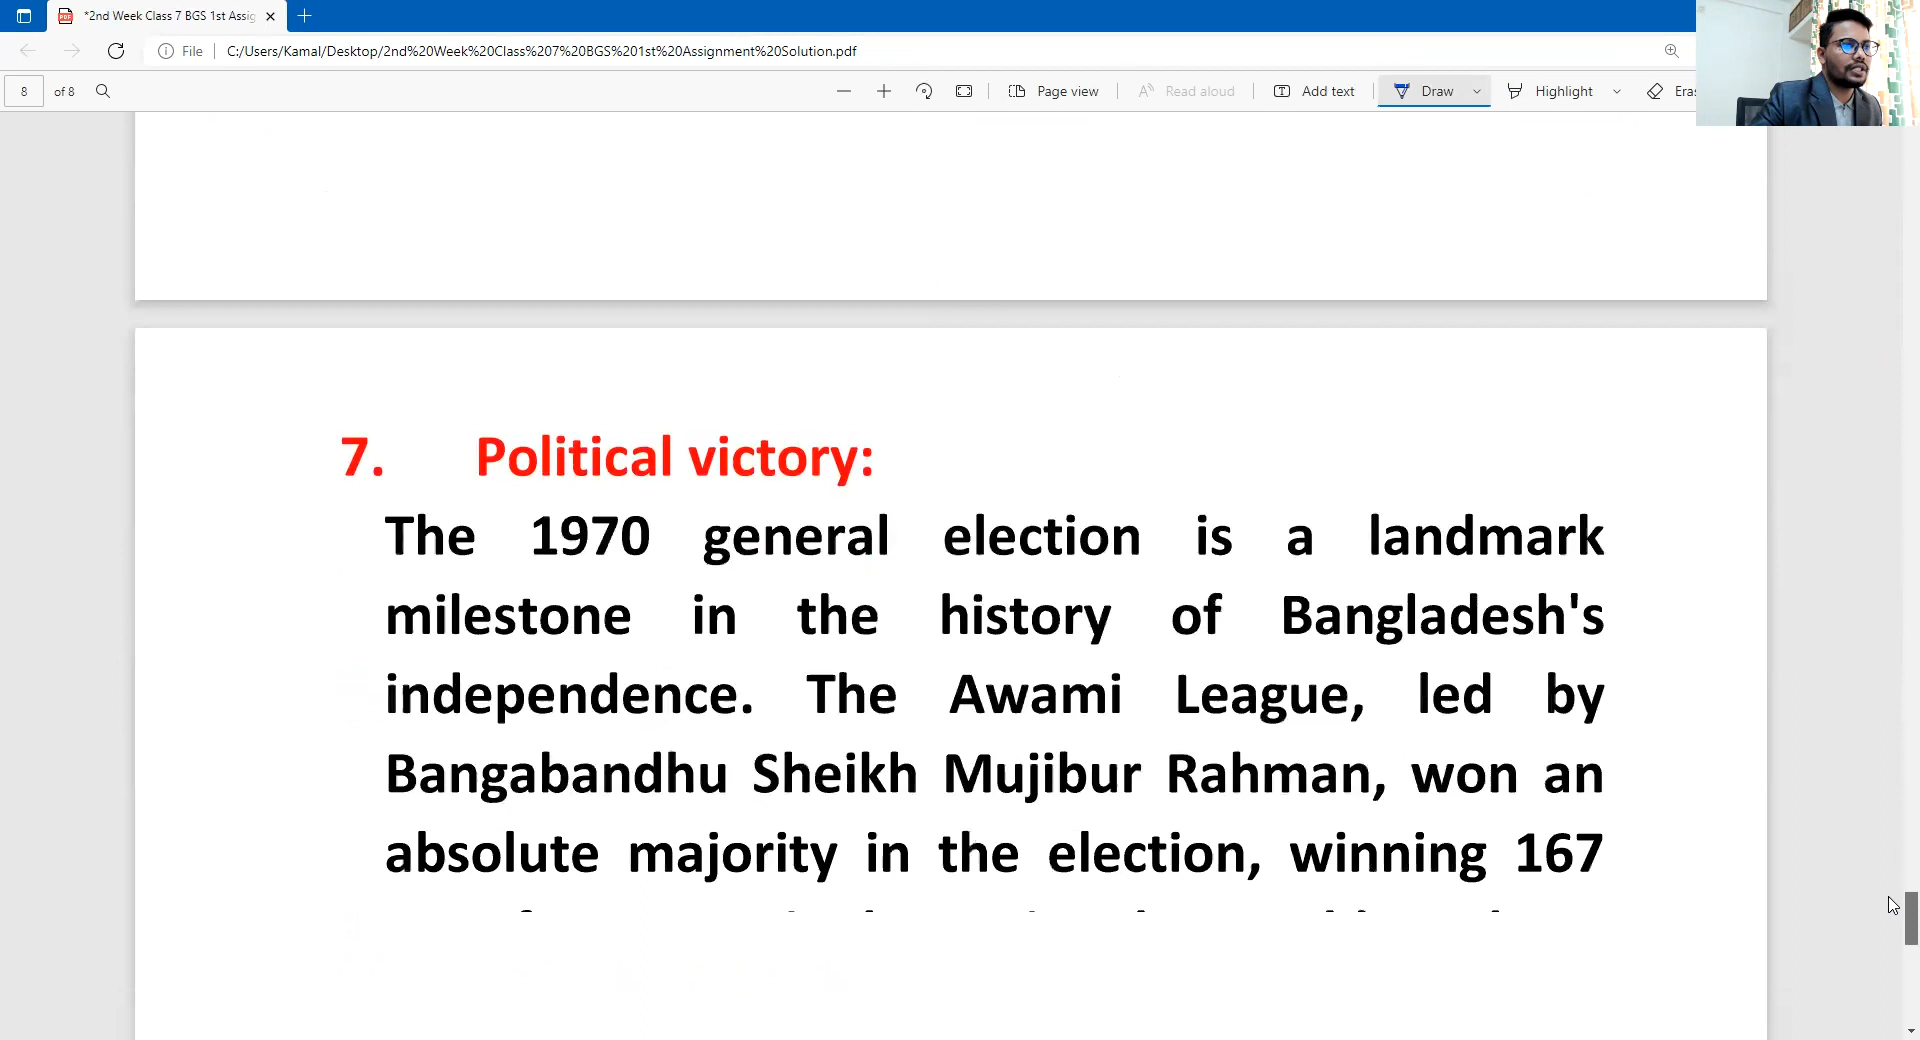 *2nd Week Class 7 BGS 1st Assig
File C:/Users/Kamal/Desktop/2nd%20Week%20Class%207%20BGS%201st%20Assignment%20Solution.pdf
8 of 8 Page view Read aloud Add text Draw Highlight Eras
7. Political victory:
The 1970 general election is a landmark
milestone in the history of Bangladesh's
independence. The Awami League, led by
Bangabandhu Sheikh Mujibur Rahman, won an
absolute majority in the election, winning 167